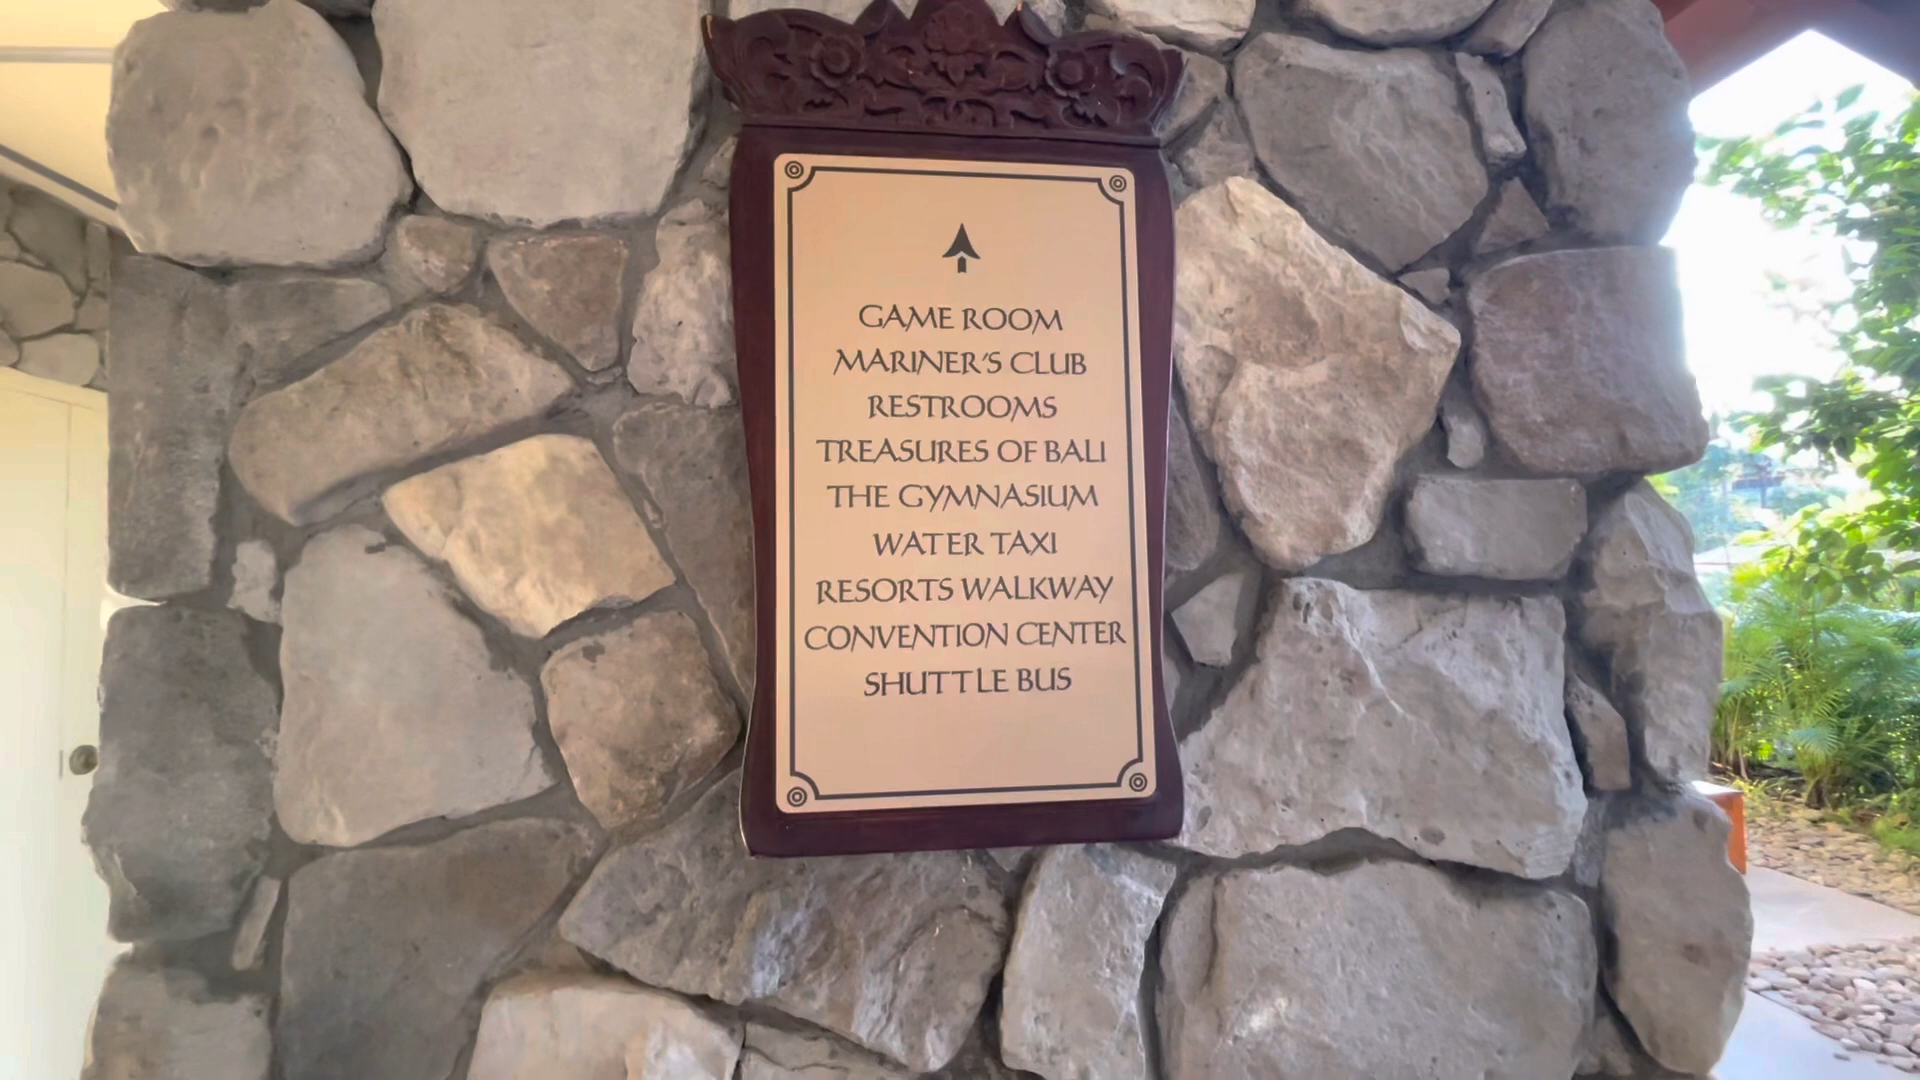 GAME ROOM
MARINER'S CLUB
RESTROOMS
TREASURES OF BALI
THE GYMNASIUM
WATER TAXI
RESORTS WALKWAY
CONVENTION CENTER
SHUTTLE BUS